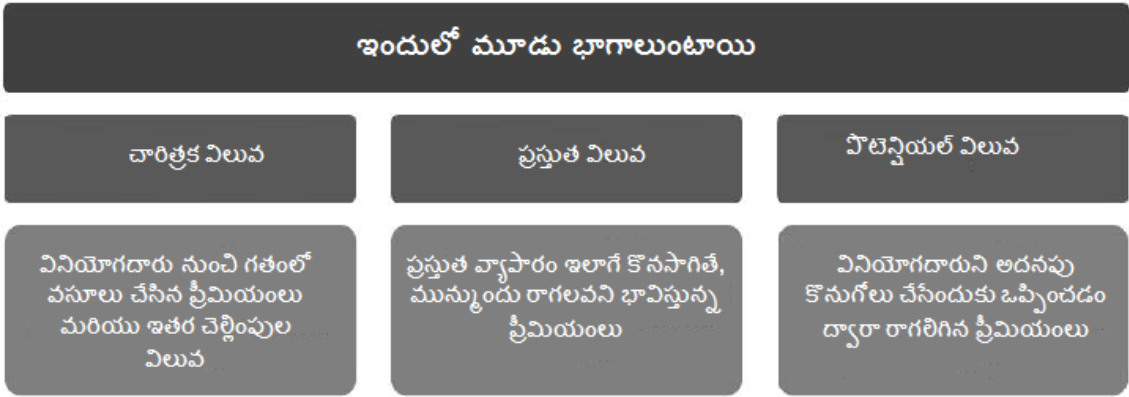 ఇందులో మూడు భాగాలుంటాయి
చారిత్రక విలువ
ప్రస్తుత విలువ
పొటెన్షియల్ విలువ
వినియోగదారు నుంచి గతంలో
వసూలు చేసిన ప్రీమియంలు
మరియు ఇతర చెల్లింపుల
విలువ
ప్రస్తుత వ్యాపారం ఇలాగే కొనసాగితే,
మున్ముందు రాగలవని భావిస్తున్న
ప్రీమియంలు
వినియోగదారుని అదనపు
కొనుగోలు చేసేందుకు ఒప్పించడం
ద్వారా రాగలిగిన ప్రీమియంలు